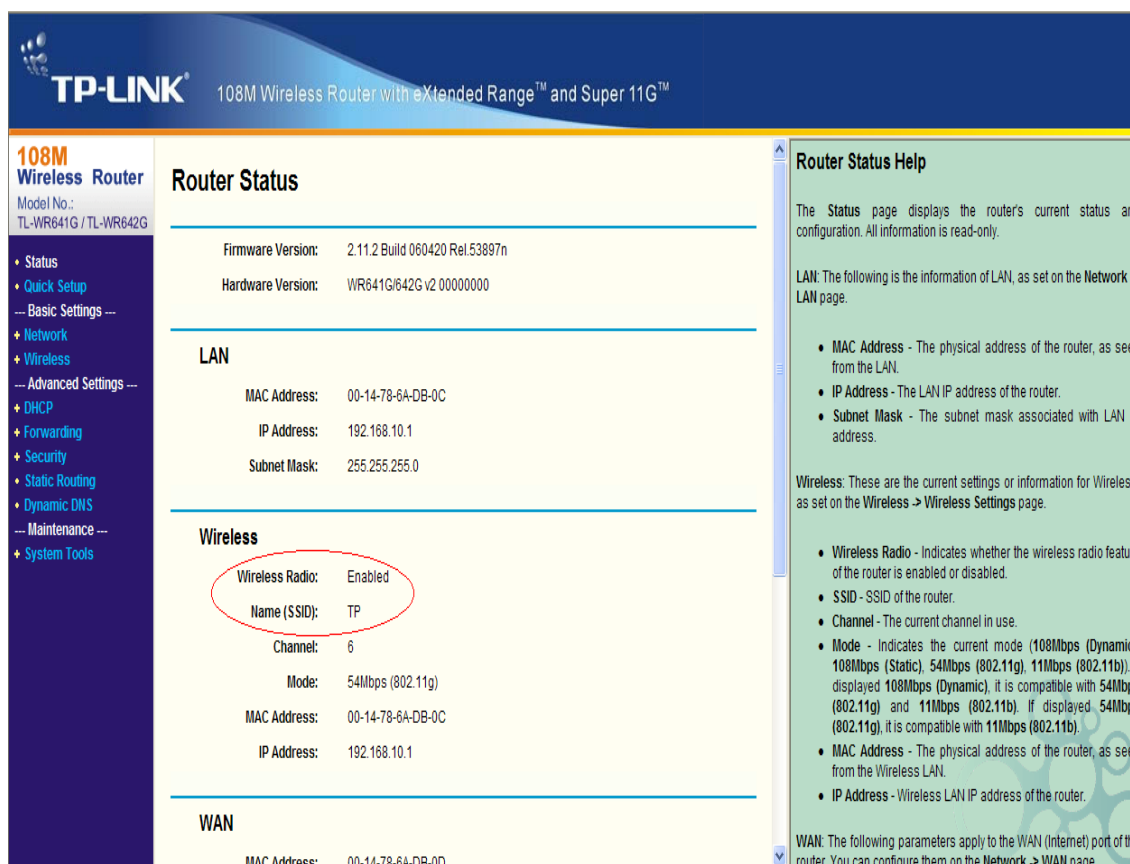 TP-LINK®
108M Wireless Router with eXtended Range™ and Super 11G™
108M
Wireless Router
Model No.:
TL-WR641G / TL-WR642G
Status
Quick Setup
--- Basic Settings ---
Network
Wireless
--- Advanced Settings ---
DHCP
Forwarding
Security
Static Routing
Dynamic DNS
--- Maintenance ---
System Tools
Router Status
Firmware Version: 2.11.2 Build 060420 Rel.53897n
Hardware Version: WR641G/642G v2 00000000
LAN
MAC Address: 00-14-78-6A-DB-0C
IP Address: 192.168.10.1
Subnet Mask: 255.255.255.0
Wireless
Wireless Radio: Enabled
Name (SSID): TP
Channel: 6
Mode: 54Mbps (802.11g)
MAC Address: 00-14-78-6A-DB-0C
IP Address: 192.168.10.1
WAN
MAC Address: 00-14-78-6A-DB-0D
Router Status Help
The Status page displays the router's current status
configuration. All information is read-only.
LAN: The following is the information of LAN, as set on the Network
LAN page.
MAC Address - The physical address of the router, as
from the LAN.
IP Address - The LAN IP address of the router.
Subnet Mask - The subnet mask associated with LAN
address.
Wireless: These are the current settings or information for
as set on the Wireless -> Wireless Settings page.
Wireless Radio - Indicates whether the wireless radio
of the router is enabled or disabled.
SSID - SSID of the router.
Channel - The current channel in use.
Mode - Indicates the current mode (108Mbps
108Mbps (Static), 54Mbps (802.11g), 11Mbps (802.11b)).
displayed 108Mbps (Dynamic), it is compatible with
(802.11g) and 11Mbps (802.11b). If displayed
(802.11g), it is compatible with 11Mbps (802.11b).
MAC Address - The physical address of the router, as
from the Wireless LAN.
IP Address - Wireless LAN IP address of the router.
WAN: The following parameters apply to the WAN (Internet) port of
router. You can configure them on the Network -> WAN page